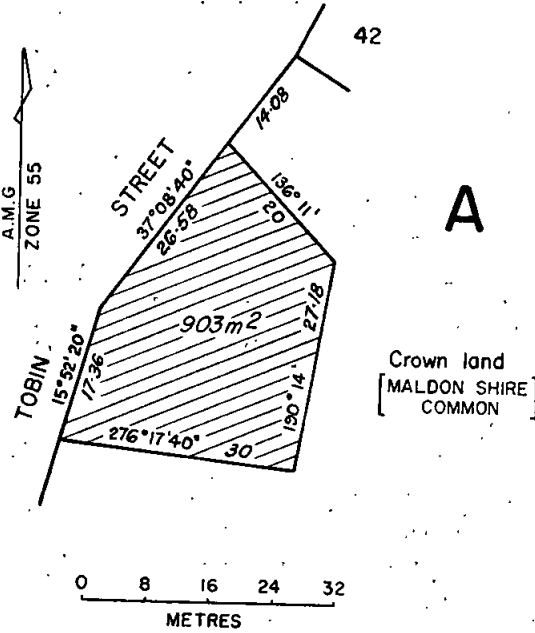 42
A.M.G
ZONE 55
14·08
STREET
37°08'40"
26·58
136° 11'
20
A
903m²
27·18
190° 14'
Crown land
[MALDON SHIRE
COMMON]
TOBIN
15° 52' 20"
17·36
276° 17' 40"
30
0 8 16 24 32
METRES